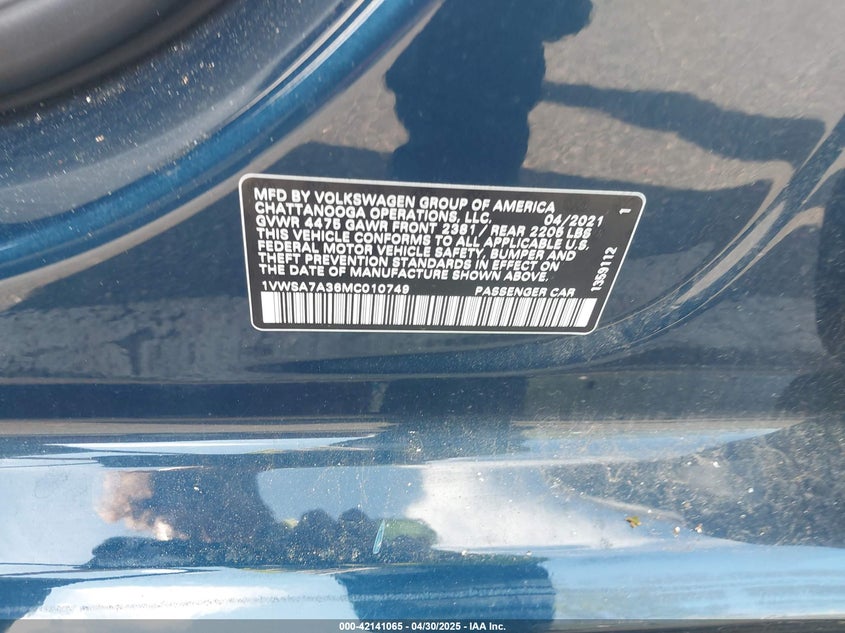 MFD BY VOLKSWAGEN GROUP OF AMERICA
CHATTANOOGA OPERATIONS, LLC. 04/2021
GVWR 4475 GAWR FRONT 2381 / REAR 2205 LBS
THIS VEHICLE CONFORMS TO ALL APPLICABLE U.S.
FEDERAL MOTOR VEHICLE SAFETY, BUMPER AND
THEFT PREVENTION STANDARDS IN EFFECT ON
THE DATE OF MANUFACTURE SHOWN ABOVE.
1VWSA7A36MC010749 PASSENGER CAR
1359112 1
000-42141065 - 04/30/2025 - IAA Inc.